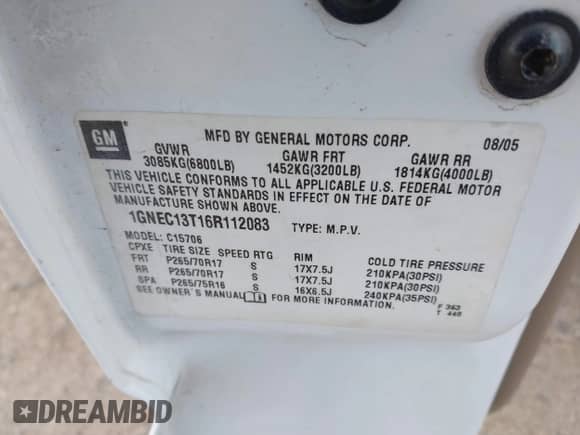 GM
MFD BY GENERAL MOTORS CORP. 08/05
GVWR GAWR FRT GAWR RR
3085KG(6800LB) 1452KG(3200LB) 1814KG(4000LB)
THIS VEHICLE CONFORMS TO ALL APPLICABLE U.S. FEDERAL MOTOR
VEHICLE SAFETY STANDARDS IN EFFECT ON THE DATE OF
MANUFACTURE SHOWN ABOVE.
1GNEC13T16R112083 TYPE: M.P.V.
MODEL: C15706
CPXE TIRE SIZE SPEED RTG RIM COLD TIRE PRESSURE
FRT P265/70R17 S 17X7.5J 210KPA(30PSI)
RR P265/70R17 S 17X7.5J 210KPA(30PSI)
SPA P265/75R16 S 16X6.5J 240KPA(35PSI)
SEE OWNER'S MANUAL FOR MORE INFORMATION.
F 363
T 448
DREAMBID